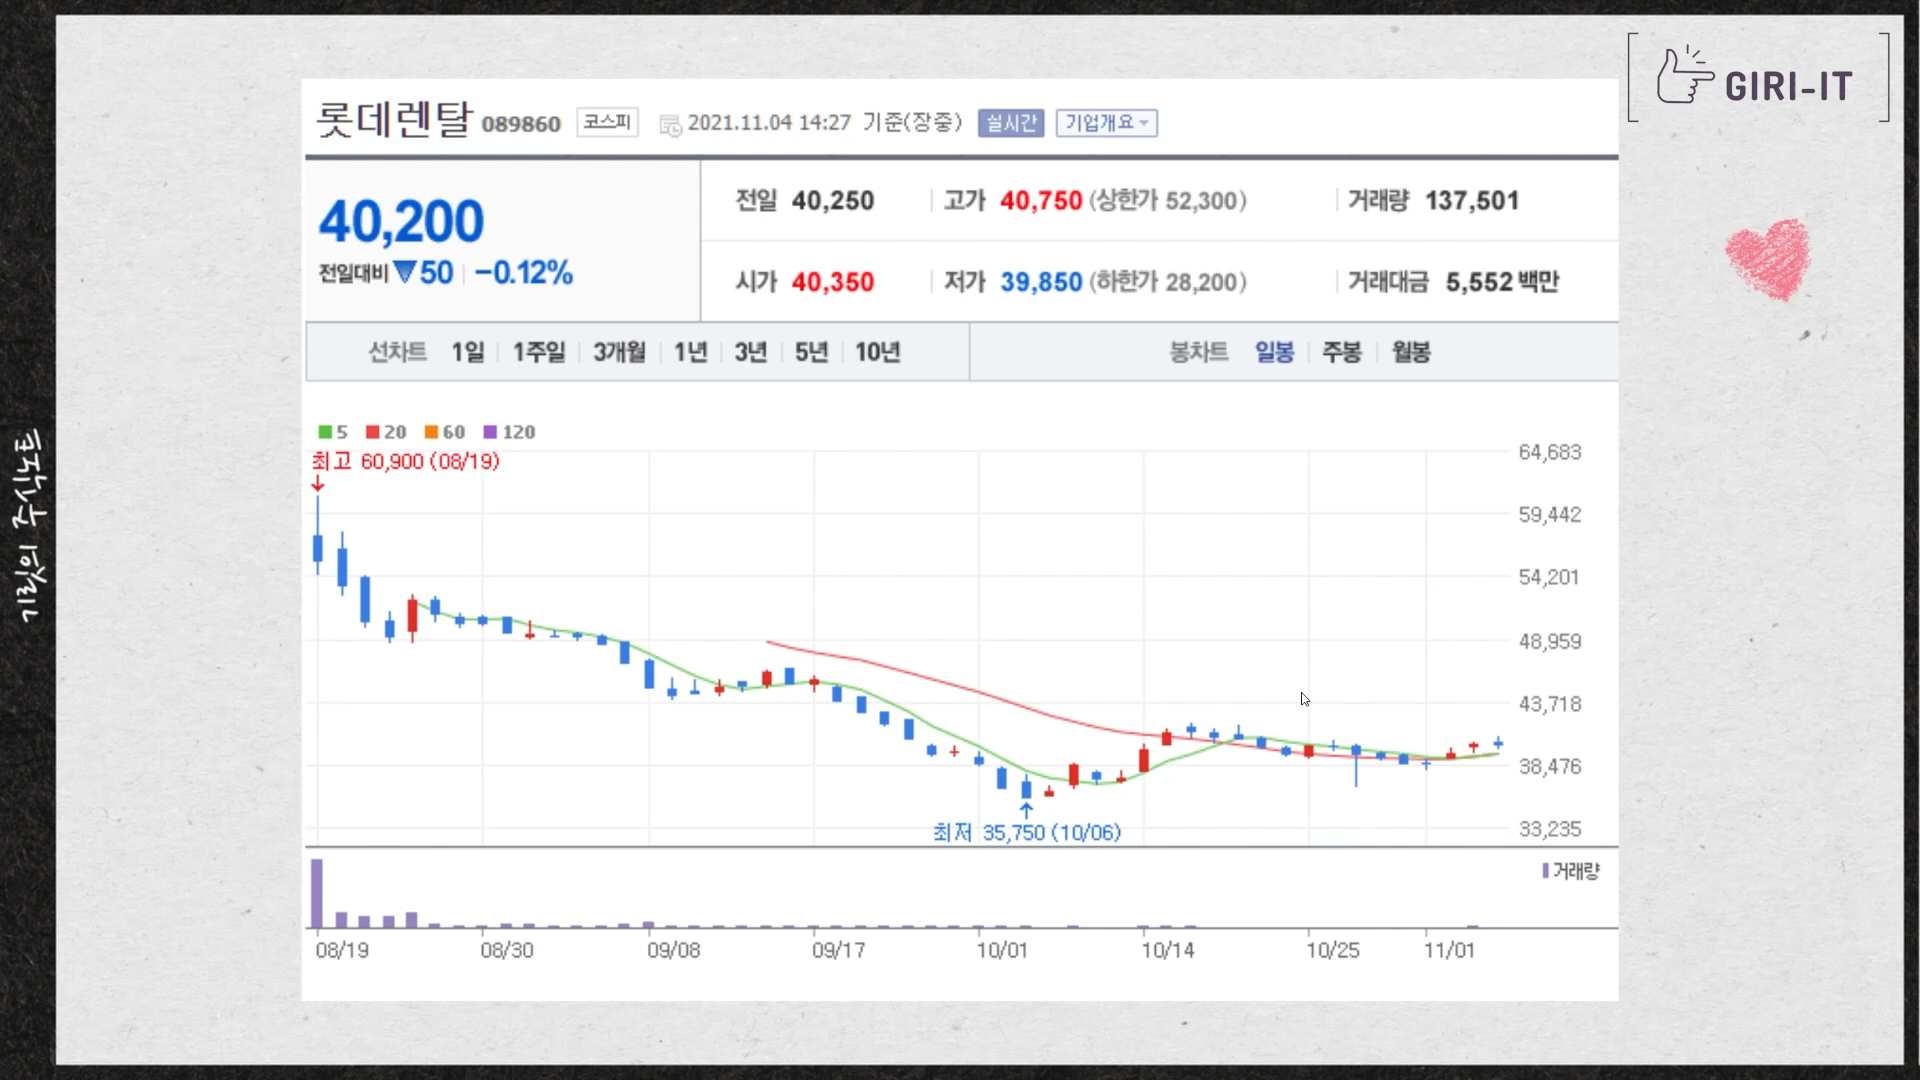 GIRI-IT
롯데렌탈 089860 코스피 2021.11.04 14:27 기준(장중) 실시간 기업개요
40,200
전일대비 ▼50 -0.12%
전일 40,250 고가 40,750 (상한가 52,300) 거래량 137,501
시가 40,350 저가 39,850 (하한가 28,200) 거래대금 5,552 백만
선차트 1일 1주일 3개월 1년 3년 5년 10년 봉차트 일봉 주봉 월봉
5 20 60 120
최고 60,900 (08/19)
64,683
59,442
54,201
48,959
43,718
38,476
33,235
최저 35,750 (10/06)
거래량
08/19 08/30 09/08 09/17 10/01 10/14 10/25 11/01
기릿의 주식노트